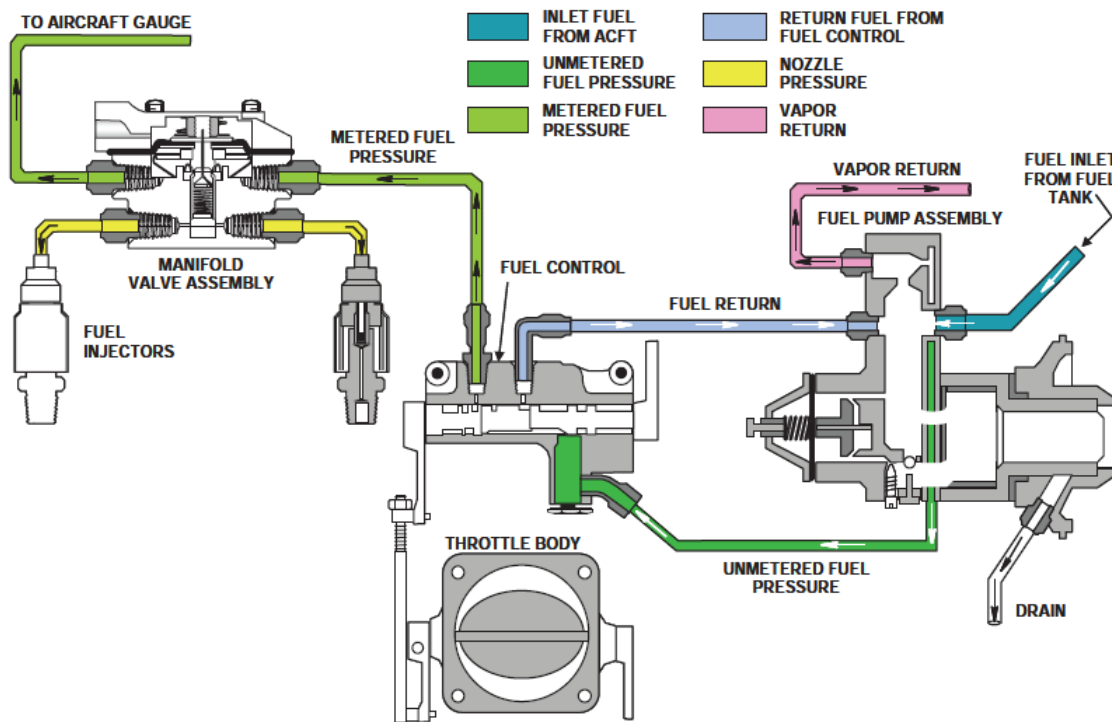 TO AIRCRAFT GAUGE
INLET FUEL
FROM ACFT
RETURN FUEL FROM
FUEL CONTROL
UNMETERED
FUEL PRESSURE
NOZZLE
PRESSURE
METERED FUEL
PRESSURE
VAPOR
RETURN
METERED FUEL
PRESSURE
VAPOR RETURN
FUEL INLET
FROM FUEL
TANK
FUEL PUMP ASSEMBLY
MANIFOLD
VALVE ASSEMBLY
FUEL CONTROL
FUEL RETURN
FUEL
INJECTORS
THROTTLE BODY
UNMETERED FUEL
PRESSURE
DRAIN